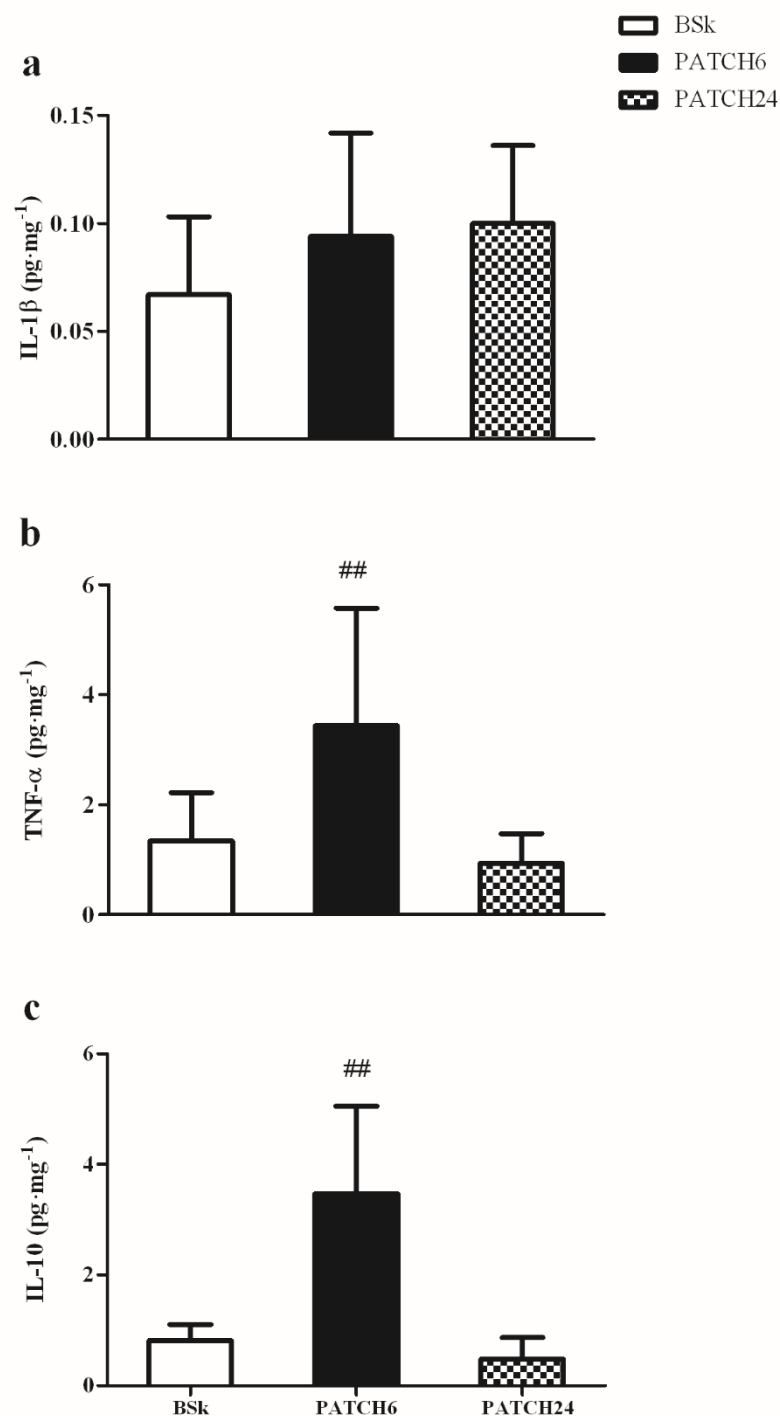 BSk
PATCH6
PATCH24
a
IL-1β (pg·mg⁻¹)
0.15
0.10
0.05
0.00
b
##
TNF-α (pg·mg⁻¹)
6
4
2
0
c
##
IL-10 (pg·mg⁻¹)
6
4
2
0
BSk PATCH6 PATCH24